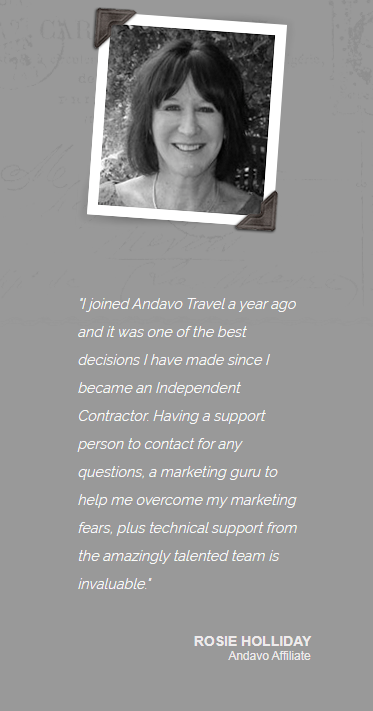 "I joined Andavo Travel a year ago
and it was one of the best
decisions I have made since I
became an Independent
Contractor. Having a support
person to contact for any
questions, a marketing guru to
help me overcome my marketing
fears, plus technical support from
the amazingly talented team is
invaluable."
ROSIE HOLLIDAY
Andavo Affiliate